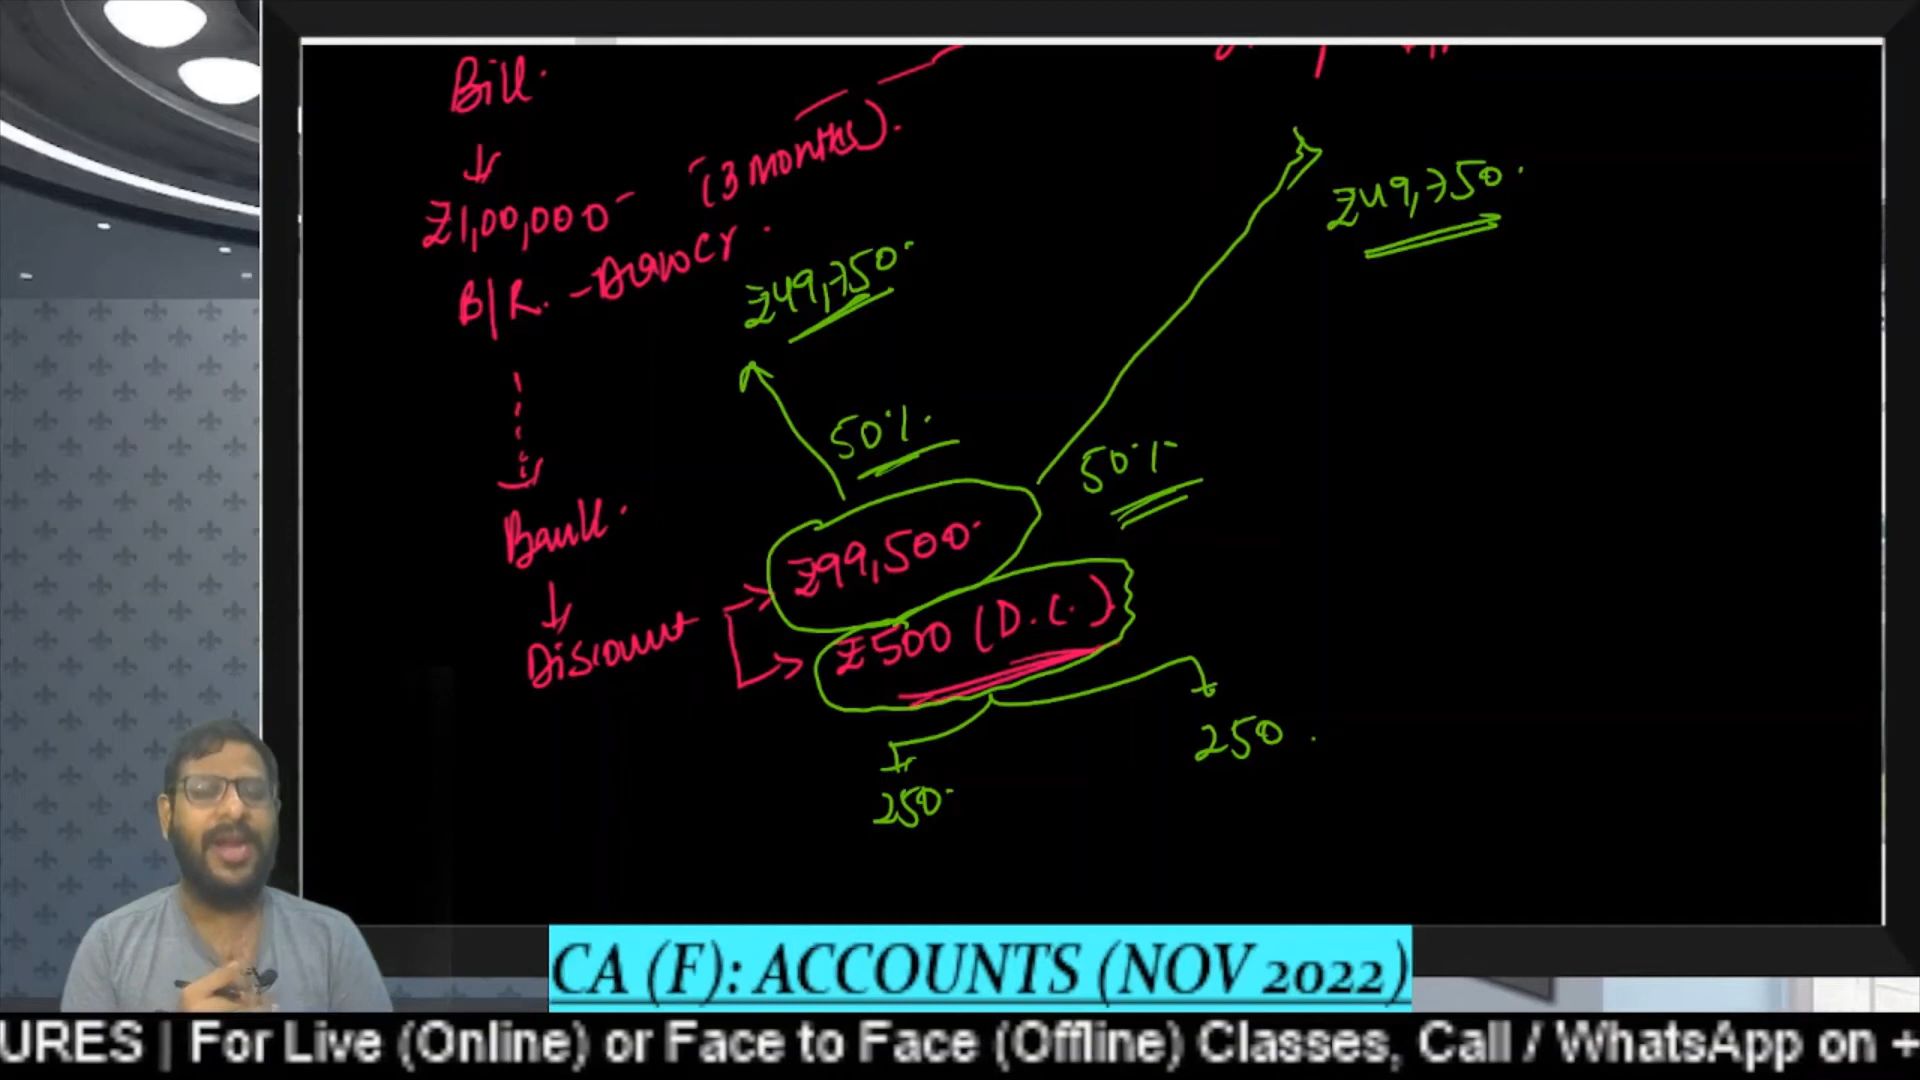 Bill.
₹1,00,000 (3 months).
B/R. - Drawer.
₹49,750.
₹49,750.
50%.
50%
Bank.
₹99,500.
Discount
₹500 (D.C.)
250.
250.
CA (F): ACCOUNTS (NOV 2022)
URES | For Live (Online) or Face to Face (Offline) Classes, Call / WhatsApp on +